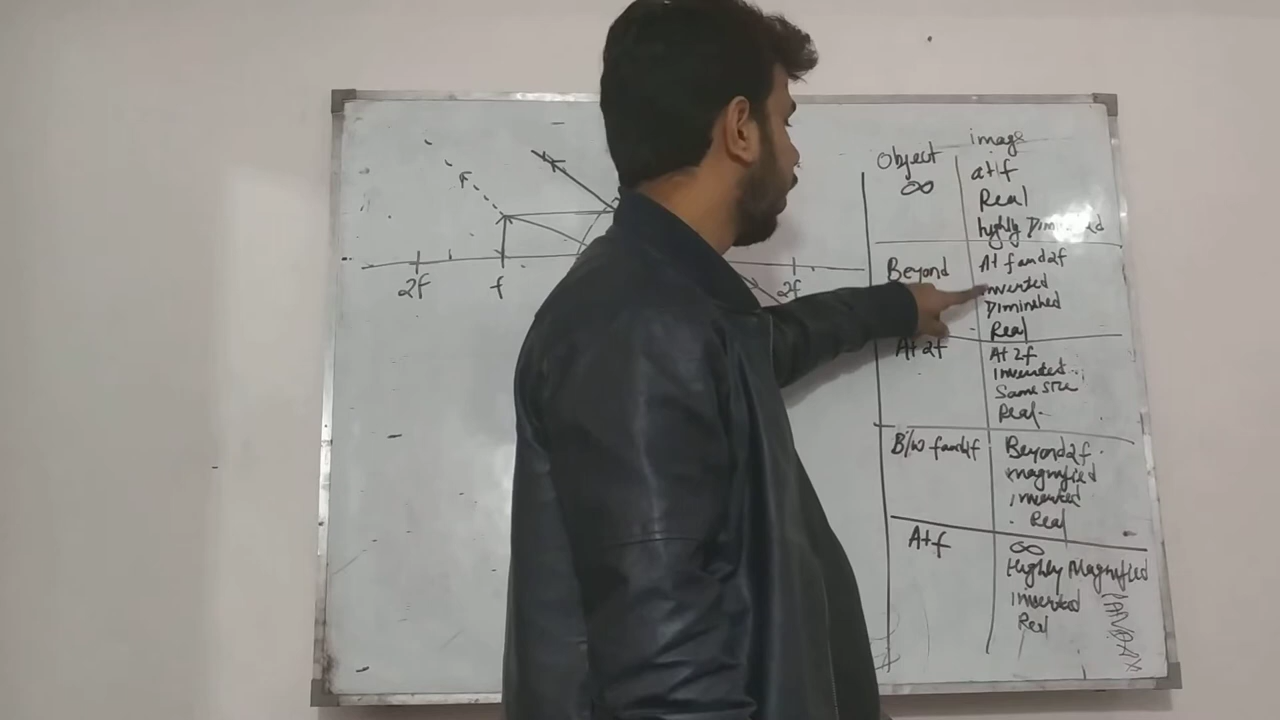 2f
f
2f
Object
image
∞
at f
Real
highly
Beyond
At f and 2f
inverted
Diminished
Real
At 2f
At 2f
inverted
Same size
Real
B/w f and 2f
Beyond 2f
magnified
inverted
Real
At f
∞
Highly Magnified
inverted
Real